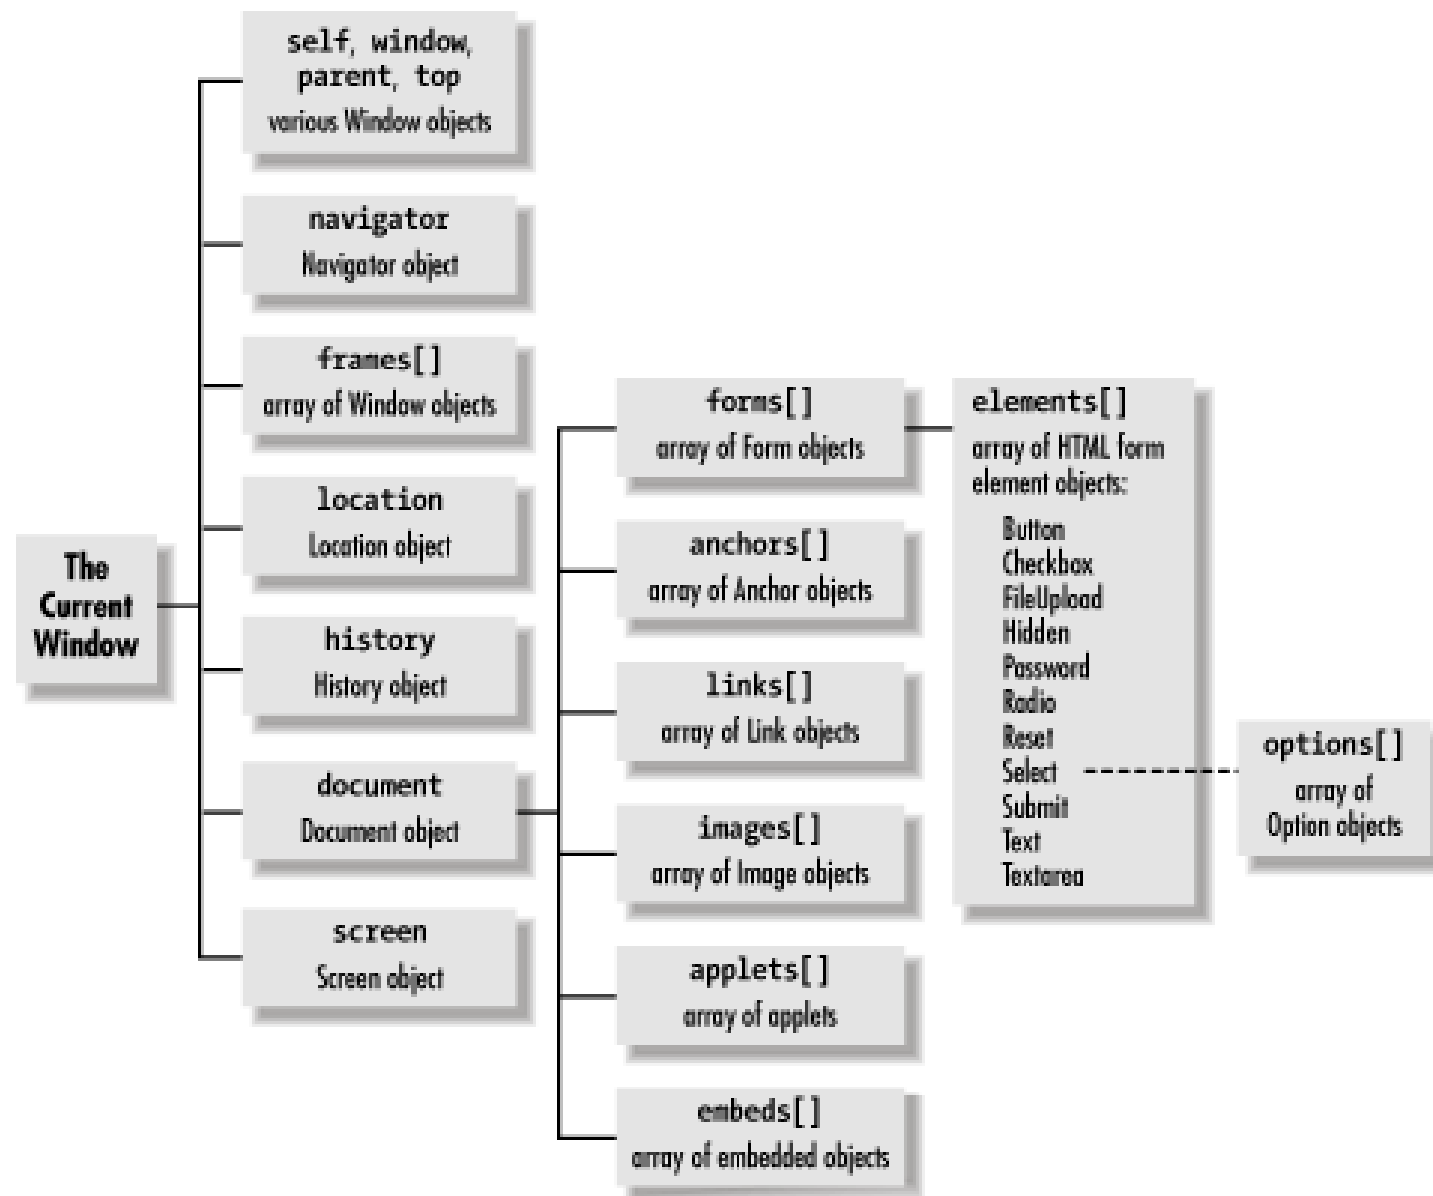 The
Current
Window
self, window,
parent, top
various Window objects
navigator
Navigator object
frames[]
array of Window objects
location
Location object
history
History object
document
Document object
screen
Screen object
forms[]
array of Form objects
anchors[]
array of Anchor objects
links[]
array of Link objects
images[]
array of Image objects
applets[]
array of applets
embeds[]
array of embedded objects
elements[]
array of HTML form
element objects:
Button
Checkbox
FileUpload
Hidden
Password
Radio
Reset
Select
Submit
Text
Textarea
options[]
array of
Option objects